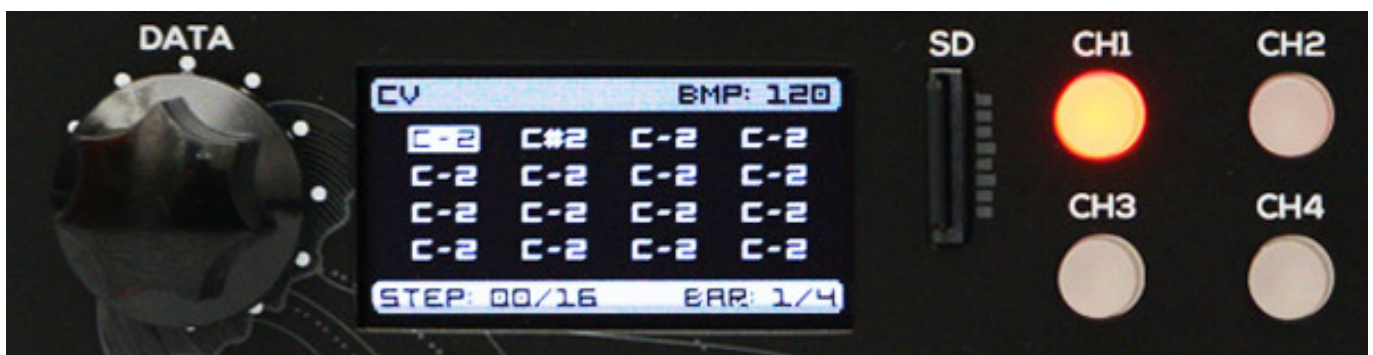 DATA
SD CH1 CH2
CV BMP: 120
C-2 C#2 C-2 C-2
C-2 C-2 C-2 C-2
C-2 C-2 C-2 C-2
C-2 C-2 C-2 C-2
STEP: 00/16 BAR: 1/4
CH3 CH4